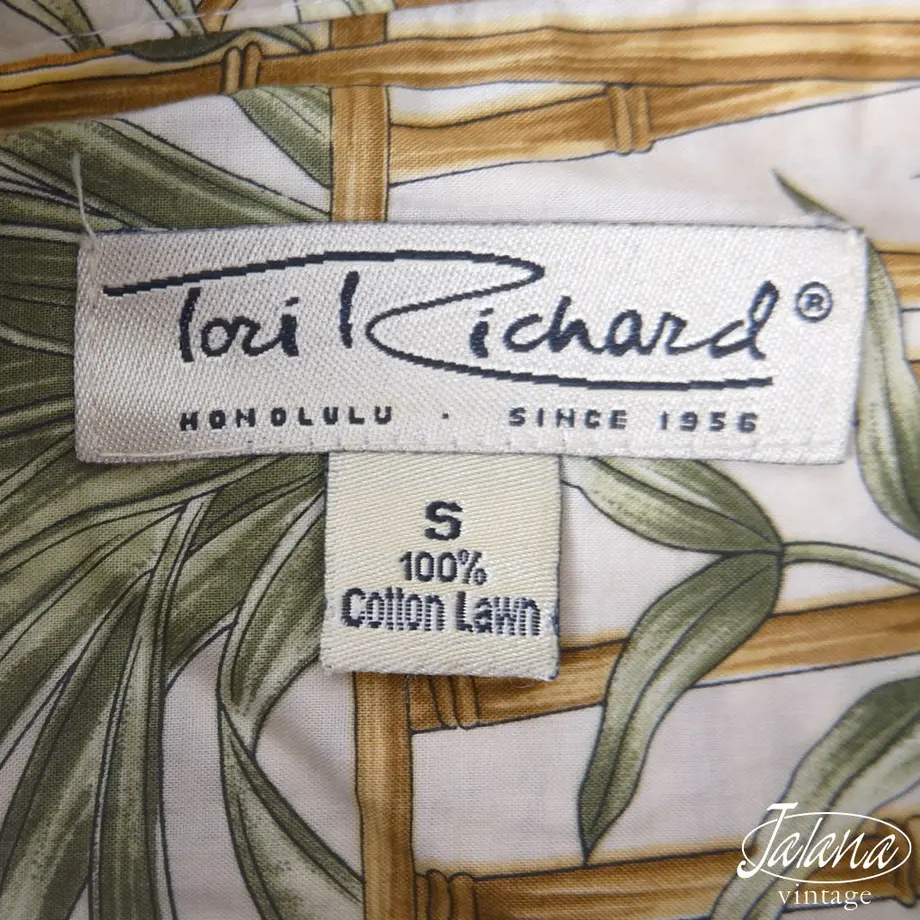 Tori Richard®
HONOLULU · SINCE 1956
S
100%
Cotton Lawn
Jalana
vintage